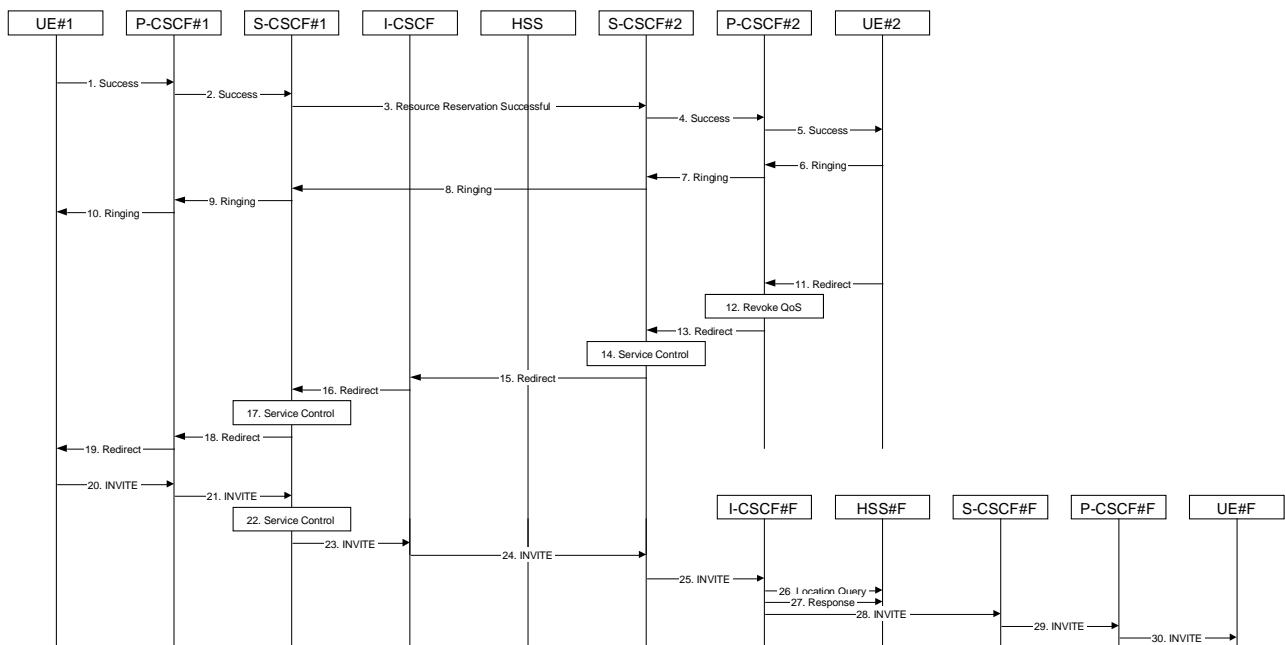 UE#1 P-CSCF#1 S-CSCF#1 I-CSCF HSS S-CSCF#2 P-CSCF#2 UE#2
1. Success
2. Success
3. Resource Reservation Successful
4. Success
5. Success
6. Ringing
7. Ringing
8. Ringing
9. Ringing
10. Ringing
11. Redirect
12. Revoke QoS
13. Redirect
14. Service Control
15. Redirect
16. Redirect
17. Service Control
18. Redirect
19. Redirect
20. INVITE
21. INVITE
I-CSCF#F HSS#F S-CSCF#F P-CSCF#F UE#F
22. Service Control
23. INVITE
24. INVITE
25. INVITE
26. Location Query
27. Response
28. INVITE
29. INVITE
30. INVITE